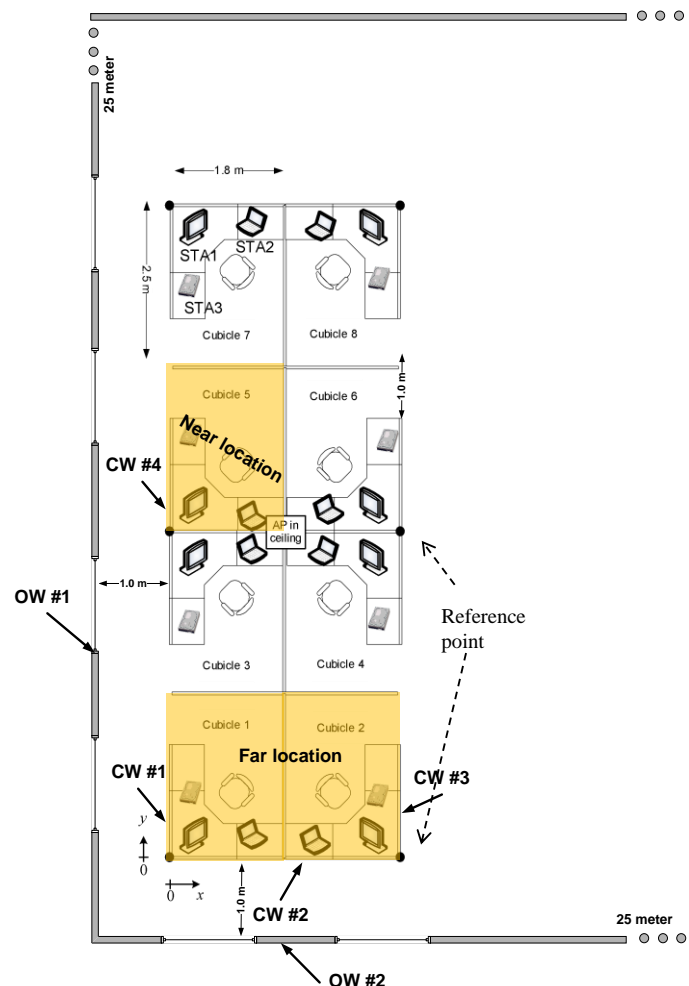 25 meter
1.8 m
STA1
STA2
STA3
2.5 m
Cubicle 7
Cubicle 8
Cubicle 5
Cubicle 6
1.0 m
Near location
CW #4
AP in
ceiling
1.0 m
OW #1
Reference
point
Cubicle 3
Cubicle 4
Cubicle 1
Cubicle 2
Far location
CW #1
CW #3
y
0
0
x
1.0 m
CW #2
25 meter
OW #2